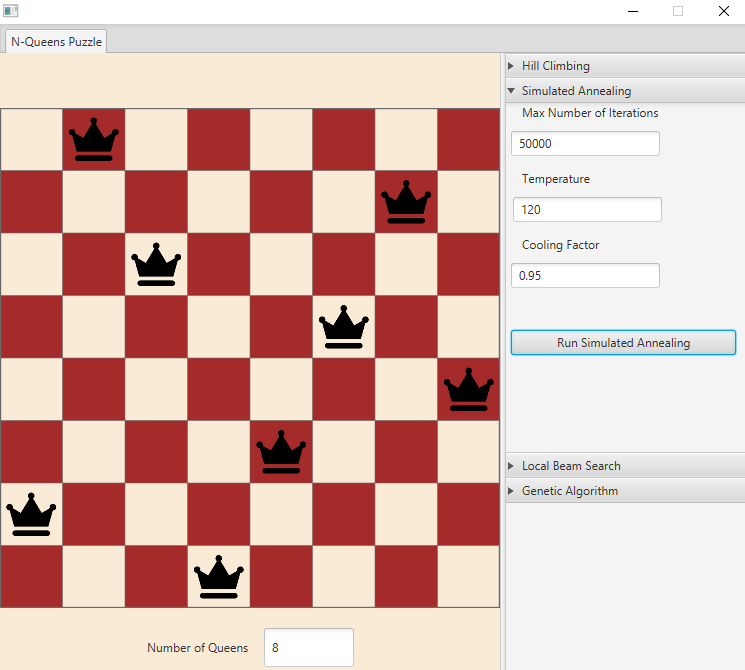 N-Queens Puzzle
Hill Climbing
Simulated Annealing
Max Number of Iterations
50000
Temperature
120
Cooling Factor
0.95
Run Simulated Annealing
Local Beam Search
Genetic Algorithm
Number of Queens
8